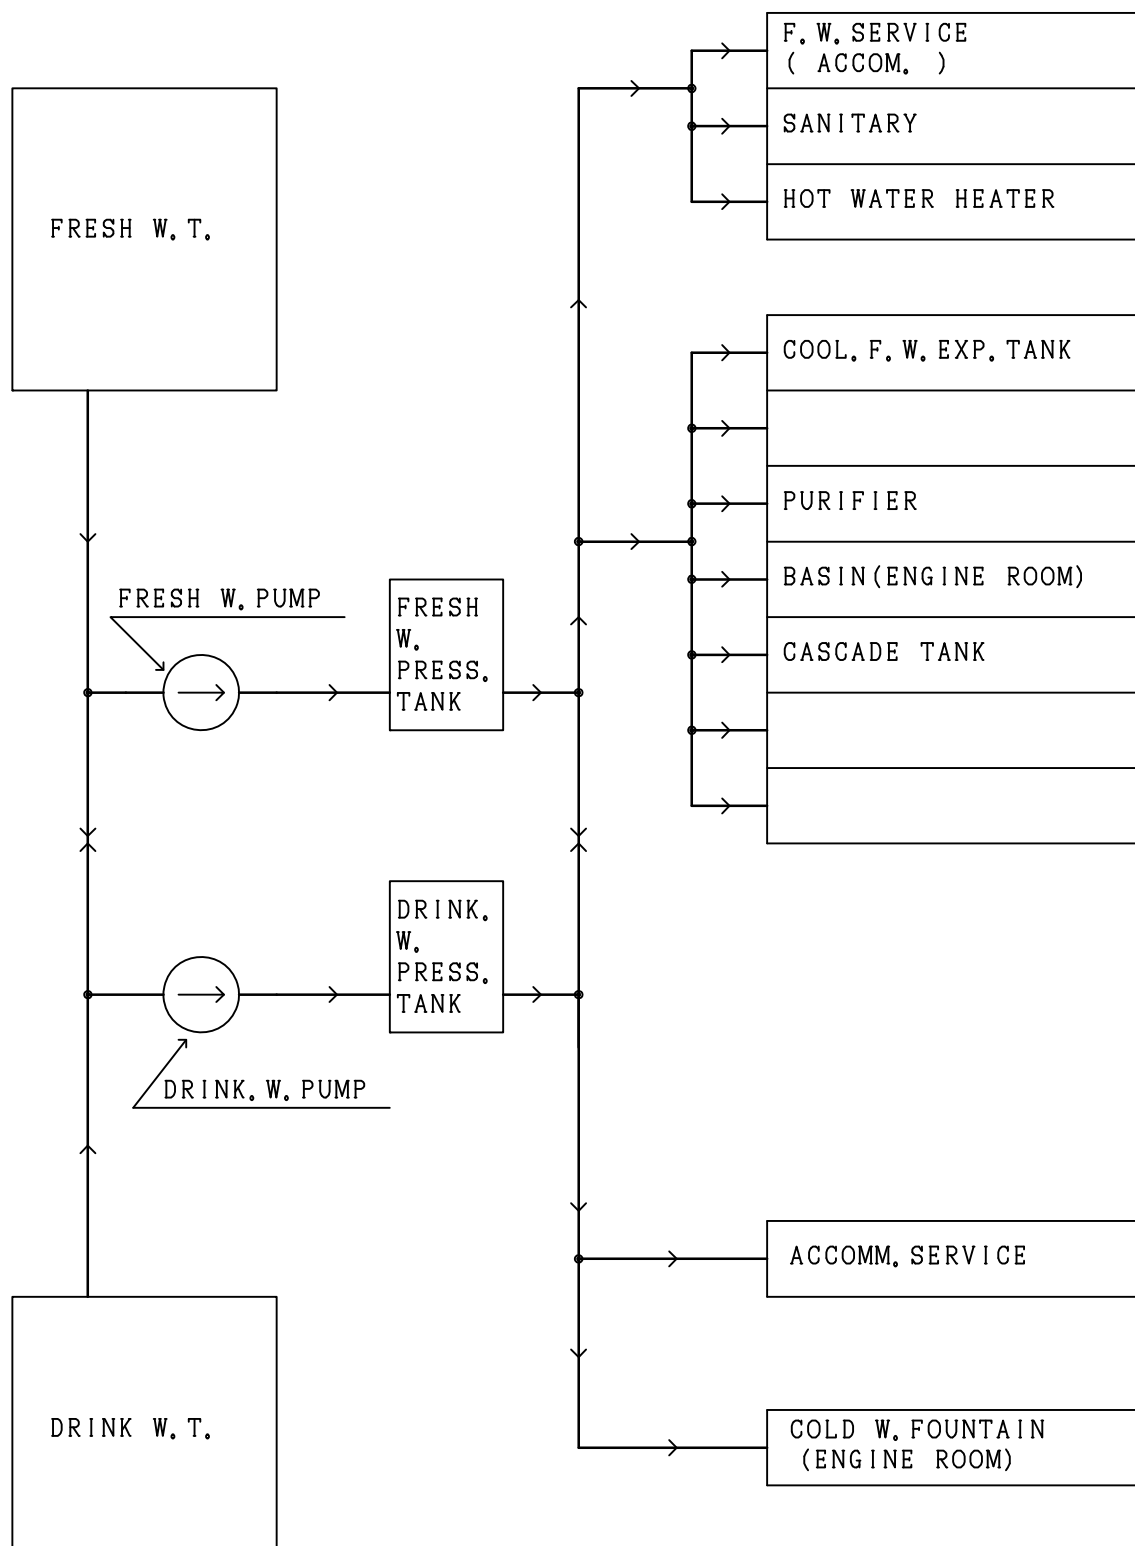 F.W.SERVICE
( ACCOM. )
SANITARY
HOT WATER HEATER
FRESH W.T.
COOL.F.W.EXP.TANK
PURIFIER
BASIN(ENGINE ROOM)
CASCADE TANK
FRESH W.PUMP
FRESH
W.
PRESS.
TANK
DRINK.
W.
PRESS.
TANK
DRINK.W.PUMP
ACCOMM.SERVICE
DRINK W.T.
COLD W.FOUNTAIN
(ENGINE ROOM)